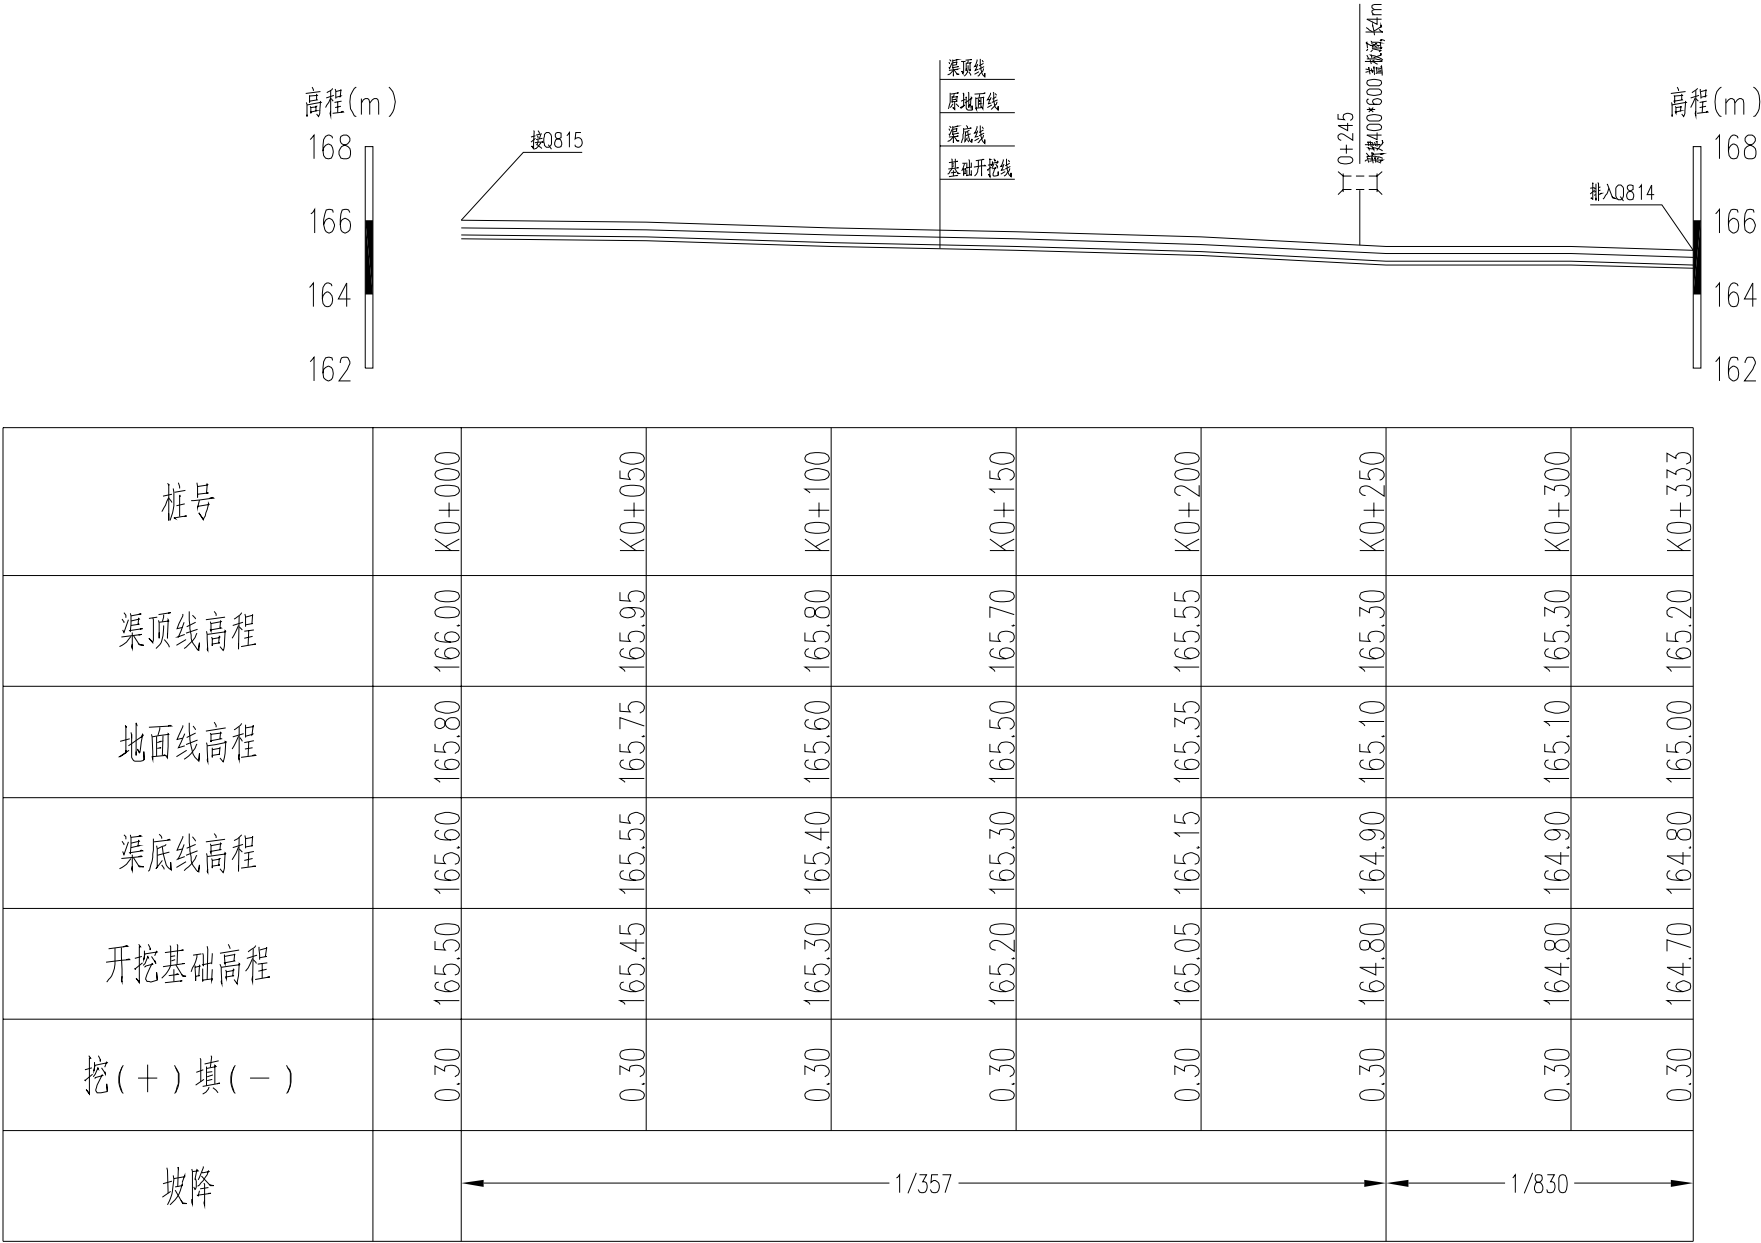 新建400*600盖板涵,长4m
0+245
渠顶线
原地面线
渠底线
基础开挖线
高程(m)
168
166
164
162
接Q815
排入Q814
高程(m)
168
166
164
162
桩号 K0+000 K0+050 K0+100 K0+150 K0+200 K0+250 K0+300 K0+333
渠顶线高程 166.00 165.95 165.80 165.70 165.55 165.30 165.30 165.20
地面线高程 165.80 165.75 165.60 165.50 165.35 165.10 165.10 165.00
渠底线高程 165.60 165.55 165.40 165.30 165.15 164.90 164.90 164.80
开挖基础高程 165.50 165.45 165.30 165.20 165.05 164.80 164.80 164.70
挖(+)填(-) 0.30 0.30 0.30 0.30 0.30 0.30 0.30 0.30
坡降 1/357 1/830